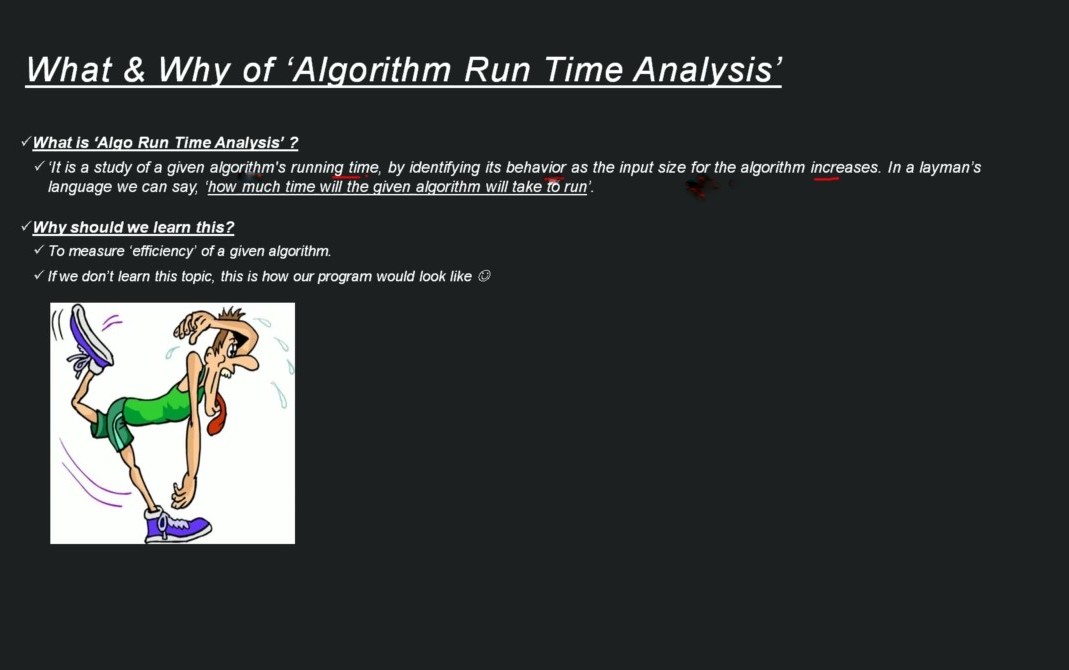 What & Why of ‘Algorithm Run Time Analysis’
✓What is ‘Algo Run Time Analysis’ ?
✓ ‘It is a study of a given algorithm's running time, by identifying its behavior as the input size for the algorithm increases. In a layman’s
language we can say, ‘how much time will the given algorithm will take to run’.
✓Why should we learn this?
✓ To measure ‘efficiency’ of a given algorithm.
✓ If we don’t learn this topic, this is how our program would look like ☺